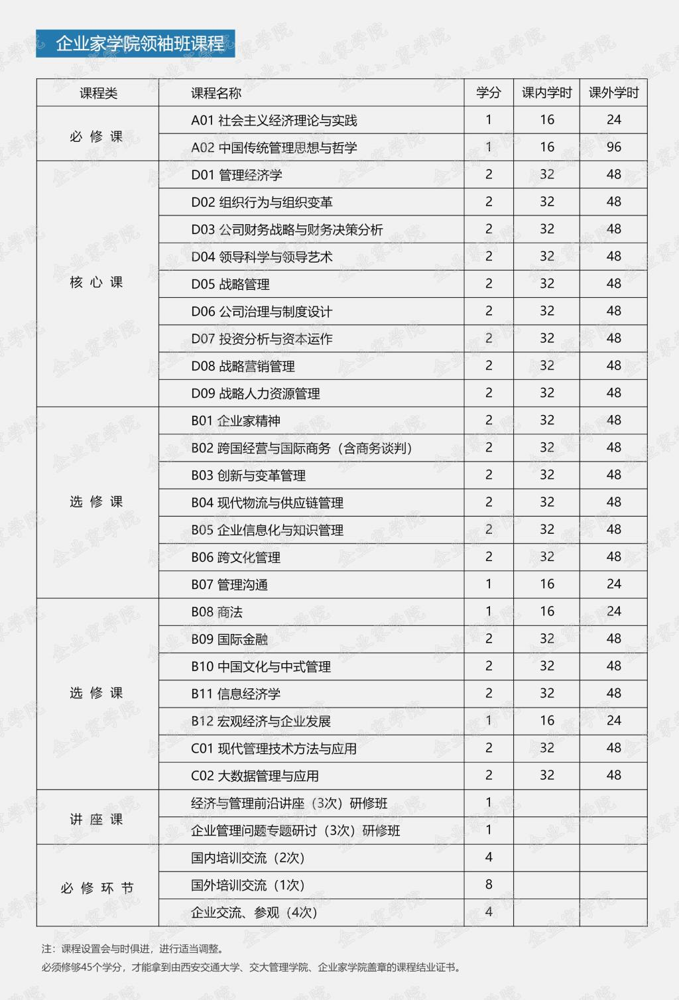 企业家学院领袖班课程
课程类 课程名称 学分 课内学时 课外学时
必修课
A01 社会主义经济理论与实践 1 16 24
A02 中国传统管理思想与哲学 1 16 96
核心课
D01 管理经济学 2 32 48
D02 组织行为与组织变革 2 32 48
D03 公司财务战略与财务决策分析 2 32 48
D04 领导科学与领导艺术 2 32 48
D05 战略管理 2 32 48
D06 公司治理与制度设计 2 32 48
D07 投资分析与资本运作 2 32 48
D08 战略营销管理 2 32 48
D09 战略人力资源管理 2 32 48
选修课
B01 企业家精神 2 32 48
B02 跨国经营与国际商务（含商务谈判） 2 32 48
B03 创新与变革管理 2 32 48
B04 现代物流与供应链管理 2 32 48
B05 企业信息化与知识管理 2 32 48
B06 跨文化管理 2 32 48
B07 管理沟通 1 16 24
选修课
B08 商法 1 16 24
B09 国际金融 2 32 48
B10 中国文化与中式管理 2 32 48
B11 信息经济学 2 32 48
B12 宏观经济与企业发展 1 16 24
C01 现代管理技术方法与应用 2 32 48
C02 大数据管理与应用 2 32 48
讲座课
经济与管理前沿讲座（3次）研修班 1
企业管理问题专题研讨（3次）研修班 1
必修环节
国内培训交流（2次） 4
国外培训交流（1次） 8
企业交流、参观（4次） 4
注：课程设置会与时俱进，进行适当调整。
必须修够45个学分，才能拿到由西安交通大学、交大管理学院、企业家学院盖章的课程结业证书。
企业家学院